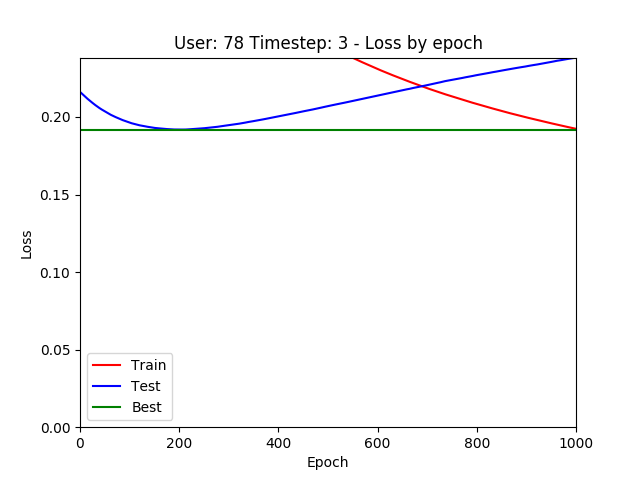 User: 78 Timestep: 3 - Loss by epoch
Loss
0.20
0.15
0.10
0.05
0.00
Train
Test
Best
0 200 400 600 800 1000
Epoch